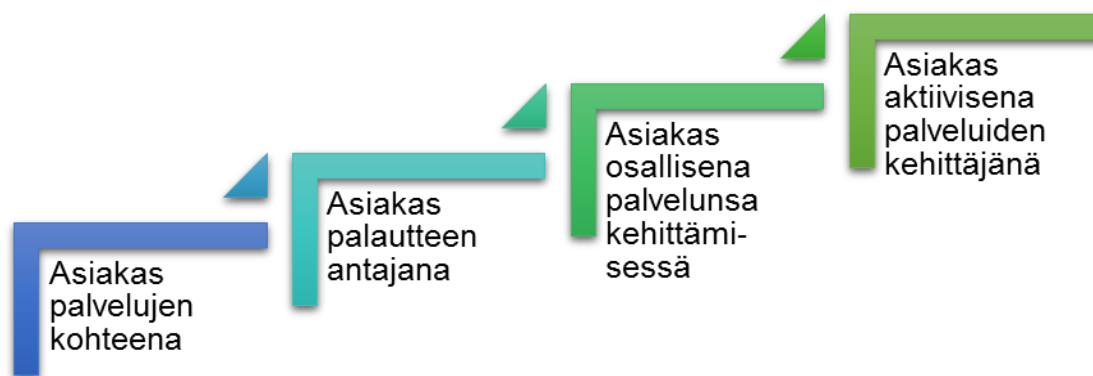 Asiakas
palvelujen
kohteena
Asiakas
palautteen
antajana
Asiakas
osallisena
palvelunsa
kehittämi-
sessä
Asiakas
aktiivisena
palveluiden
kehittäjänä